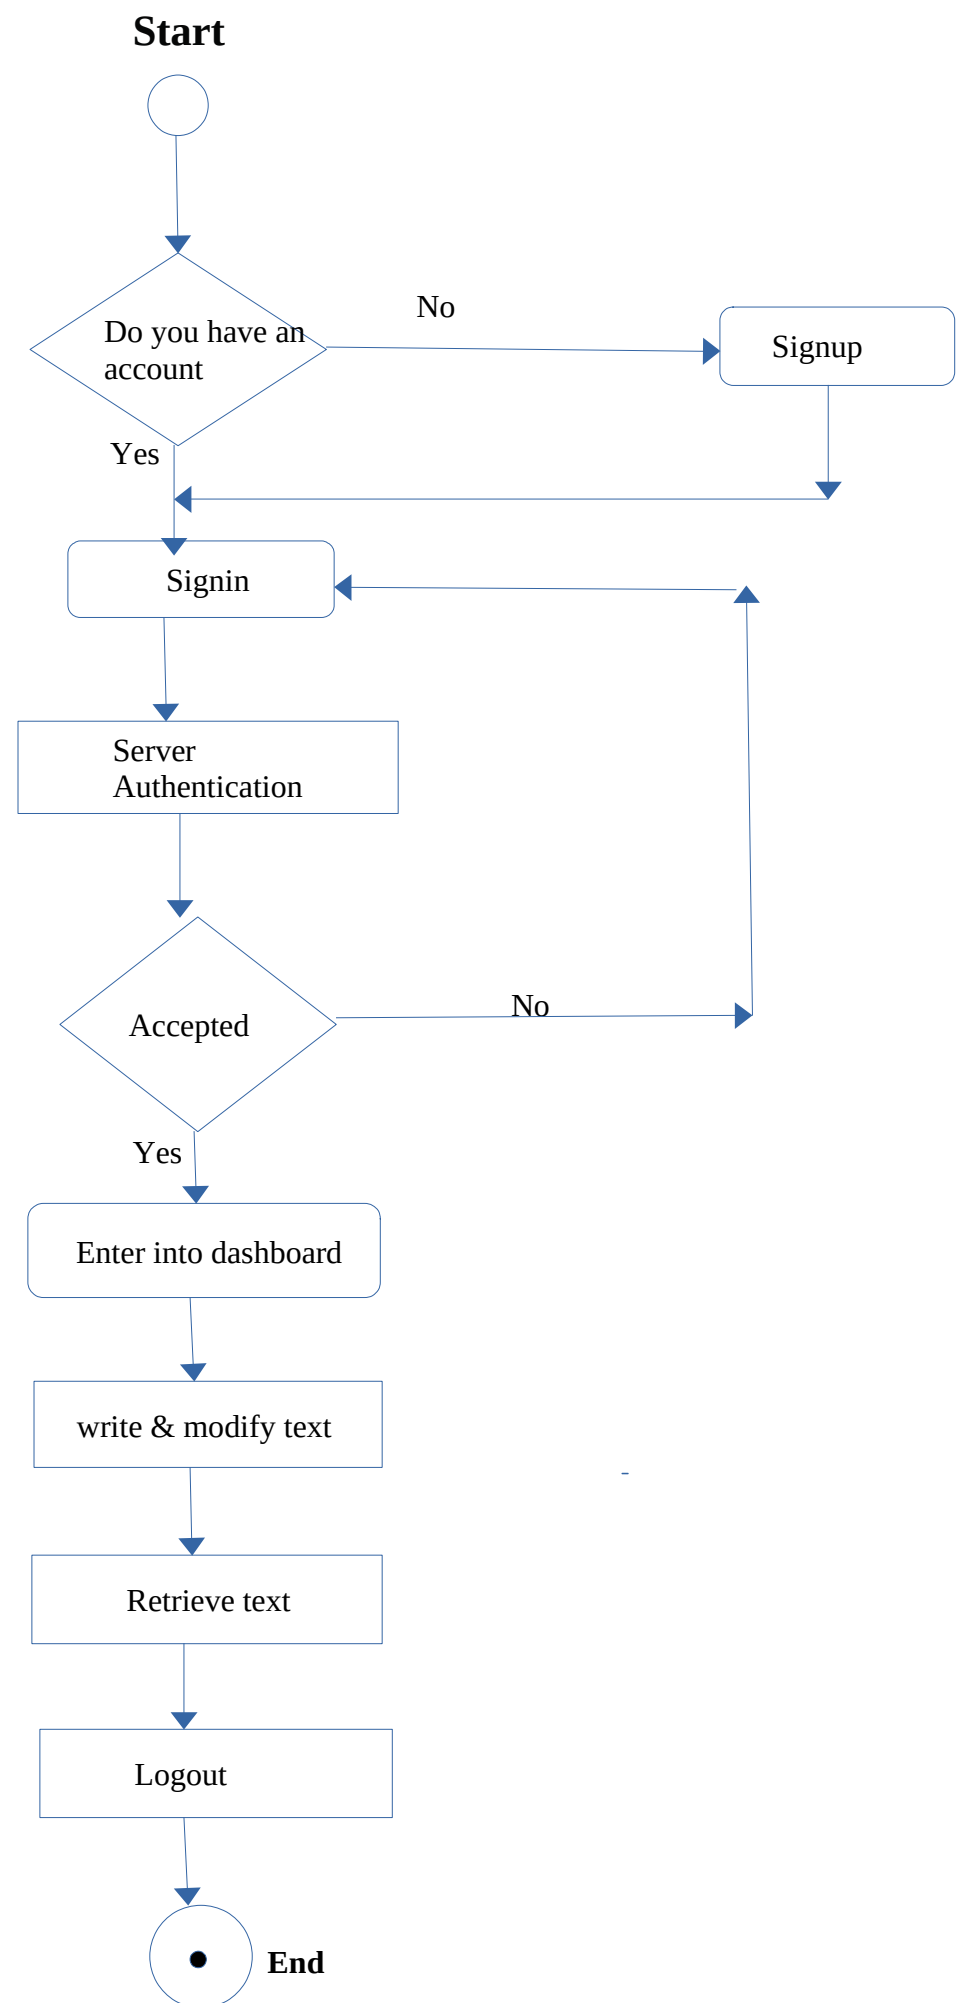 Start
Do you have an
account
No
Signup
Yes
Signin
Server
Authentication
Accepted
No
Yes
Enter into dashboard
write & modify text
Retrieve text
Logout
End